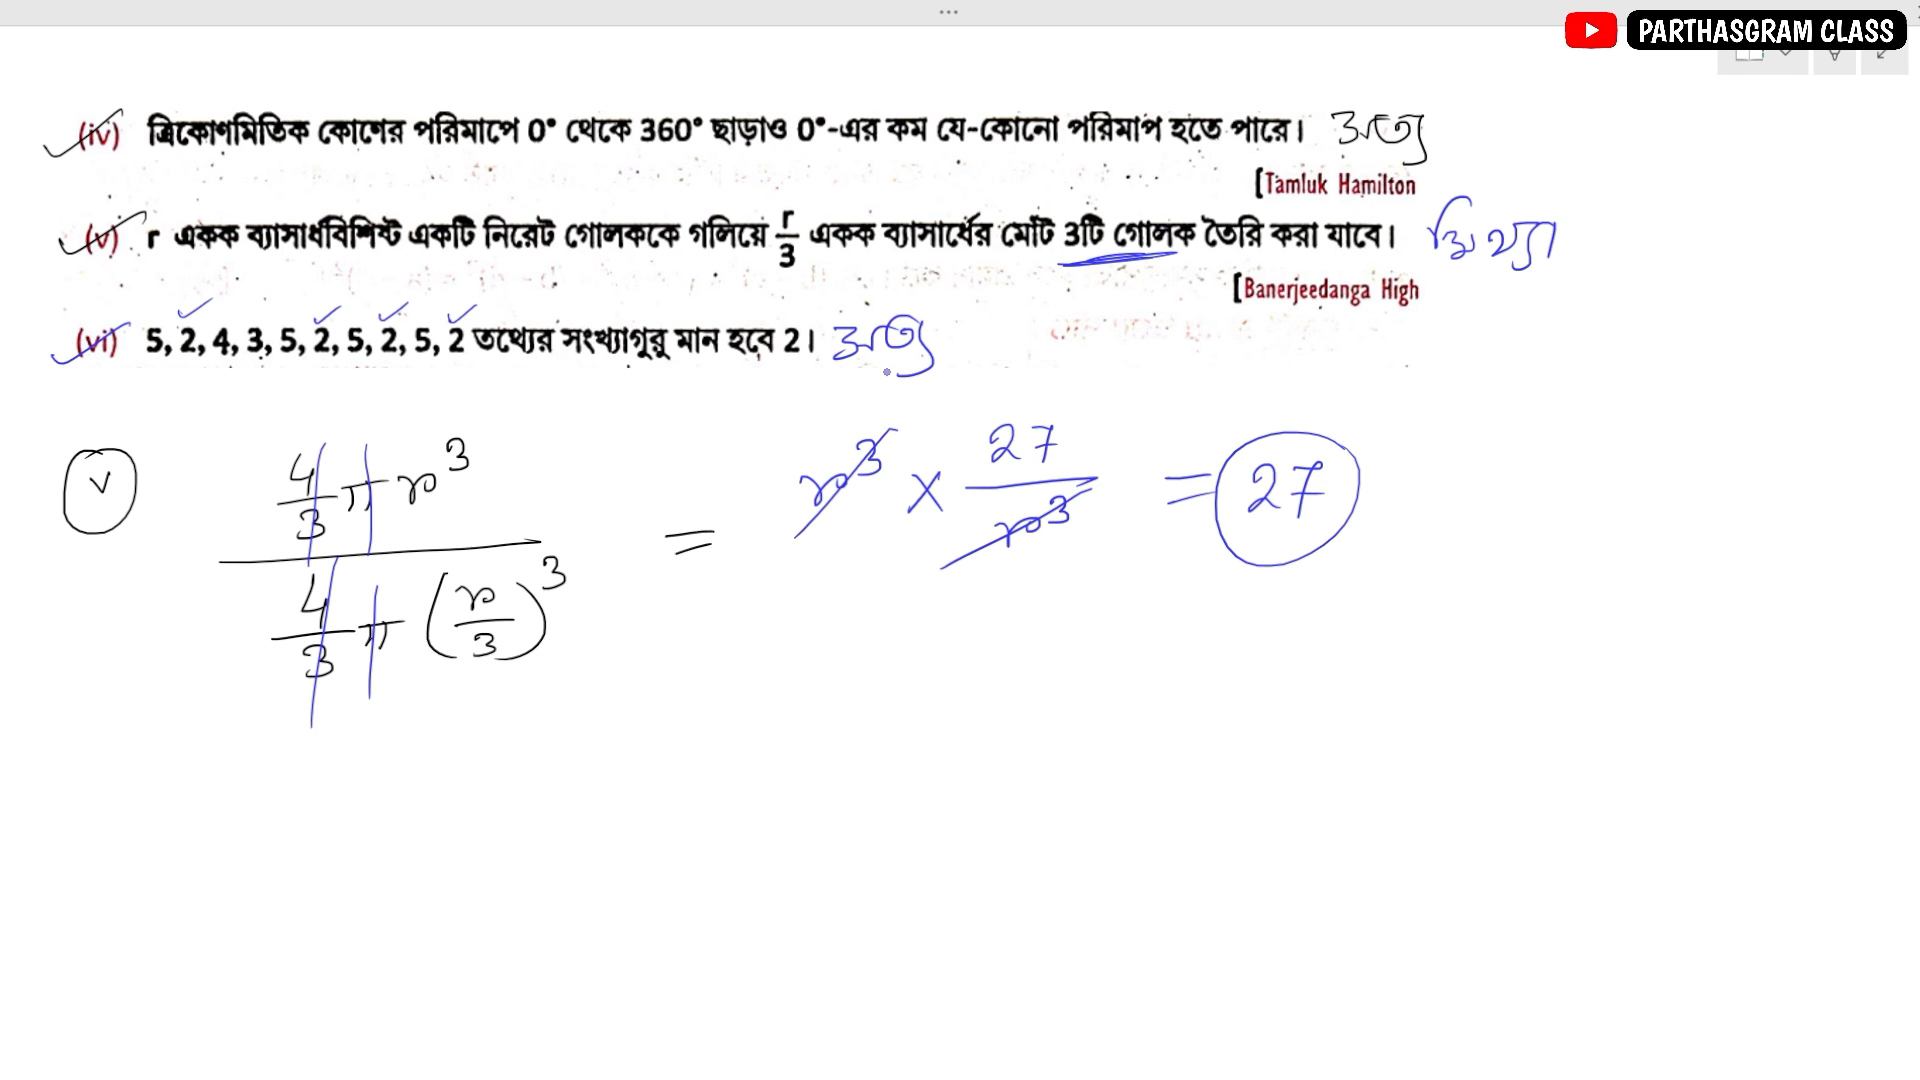 PARTHASGRAM CLASS
(iv) ত্রিকোণমিতিক কোণের পরিমাপে 0° থেকে 360° ছাড়াও 0°-এর কম যে-কোনো পরিমাপ হতে পারে। সত্য
[Tamluk Hamilton
(v) r একক ব্যাসার্ধবিশিষ্ট একটি নিরেট গোলককে গলিয়ে r/3 একক ব্যাসার্ধের মোট 3টি গোলক তৈরি করা যাবে। মিথ্যা
[Banerjeedanga High
(vi) 5, 2, 4, 3, 5, 2, 5, 2, 5, 2 তথ্যের সংখ্যাগুরু মান হবে 2। সত্য
v
4/3 π r³ / 4/3 π (r/3)³ = r³ × 27/r³ = 27